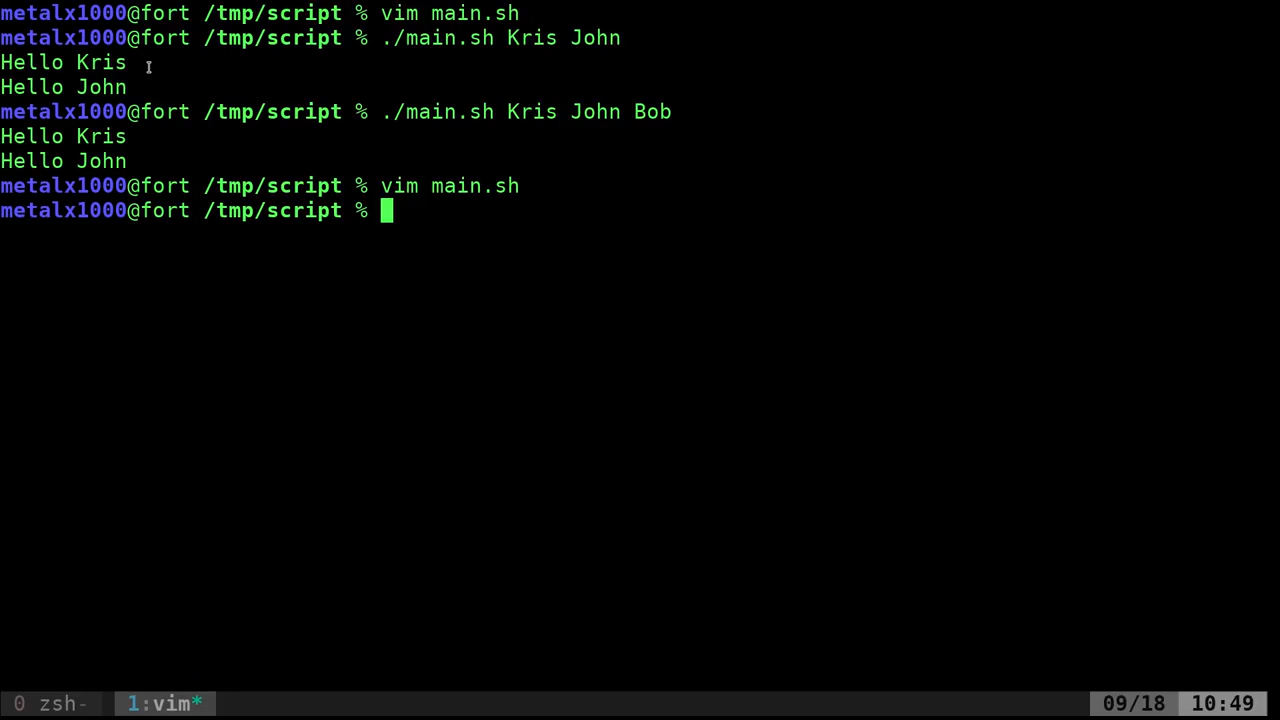 metalx1000@fort /tmp/script % vim main.sh
metalx1000@fort /tmp/script % ./main.sh Kris John
Hello Kris
Hello John
metalx1000@fort /tmp/script % ./main.sh Kris John Bob
Hello Kris
Hello John
metalx1000@fort /tmp/script % vim main.sh
metalx1000@fort /tmp/script %
0 zsh- 1:vim* 09/18 10:49